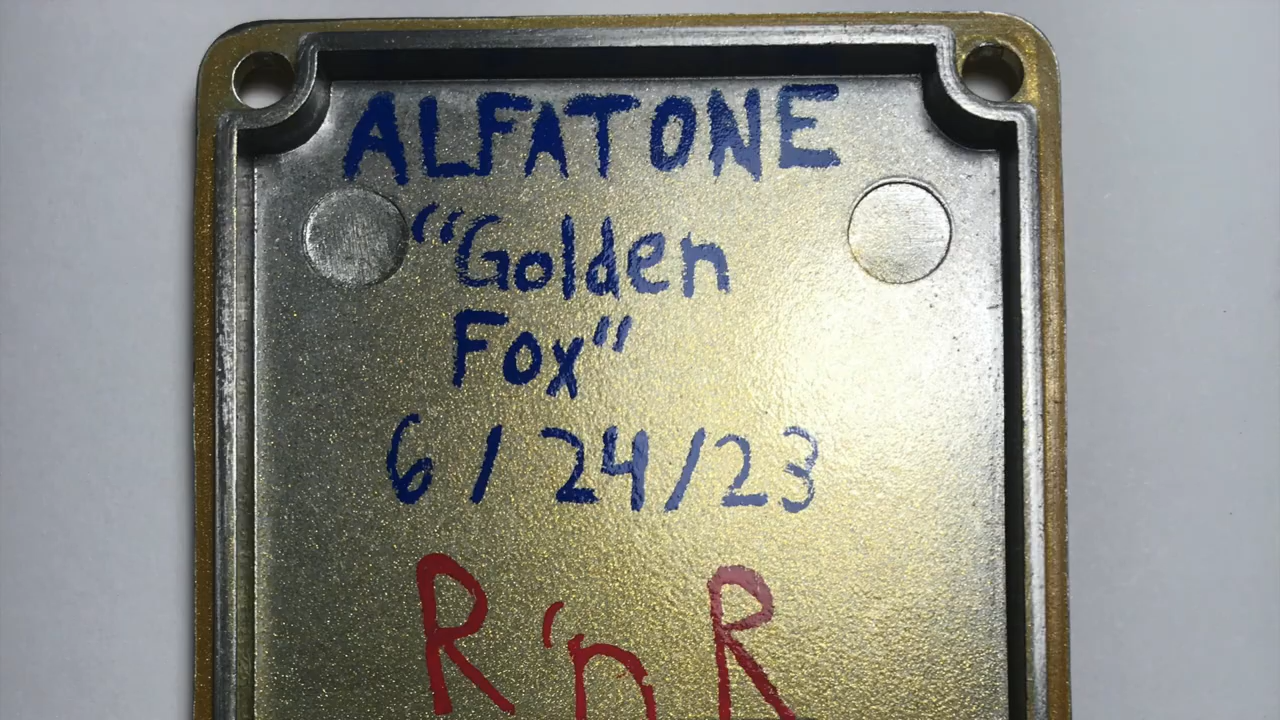 ALFATONE
“Golden
Fox”
6/24/23
R 'n R